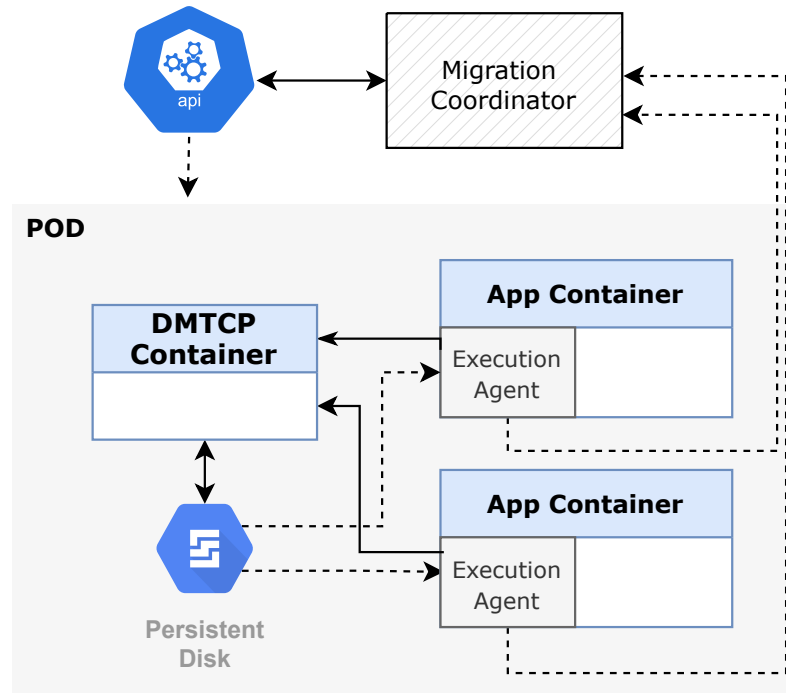 api
Migration
Coordinator
POD
App Container
DMTCP
Container
Execution
Agent
App Container
Execution
Agent
Persistent
Disk